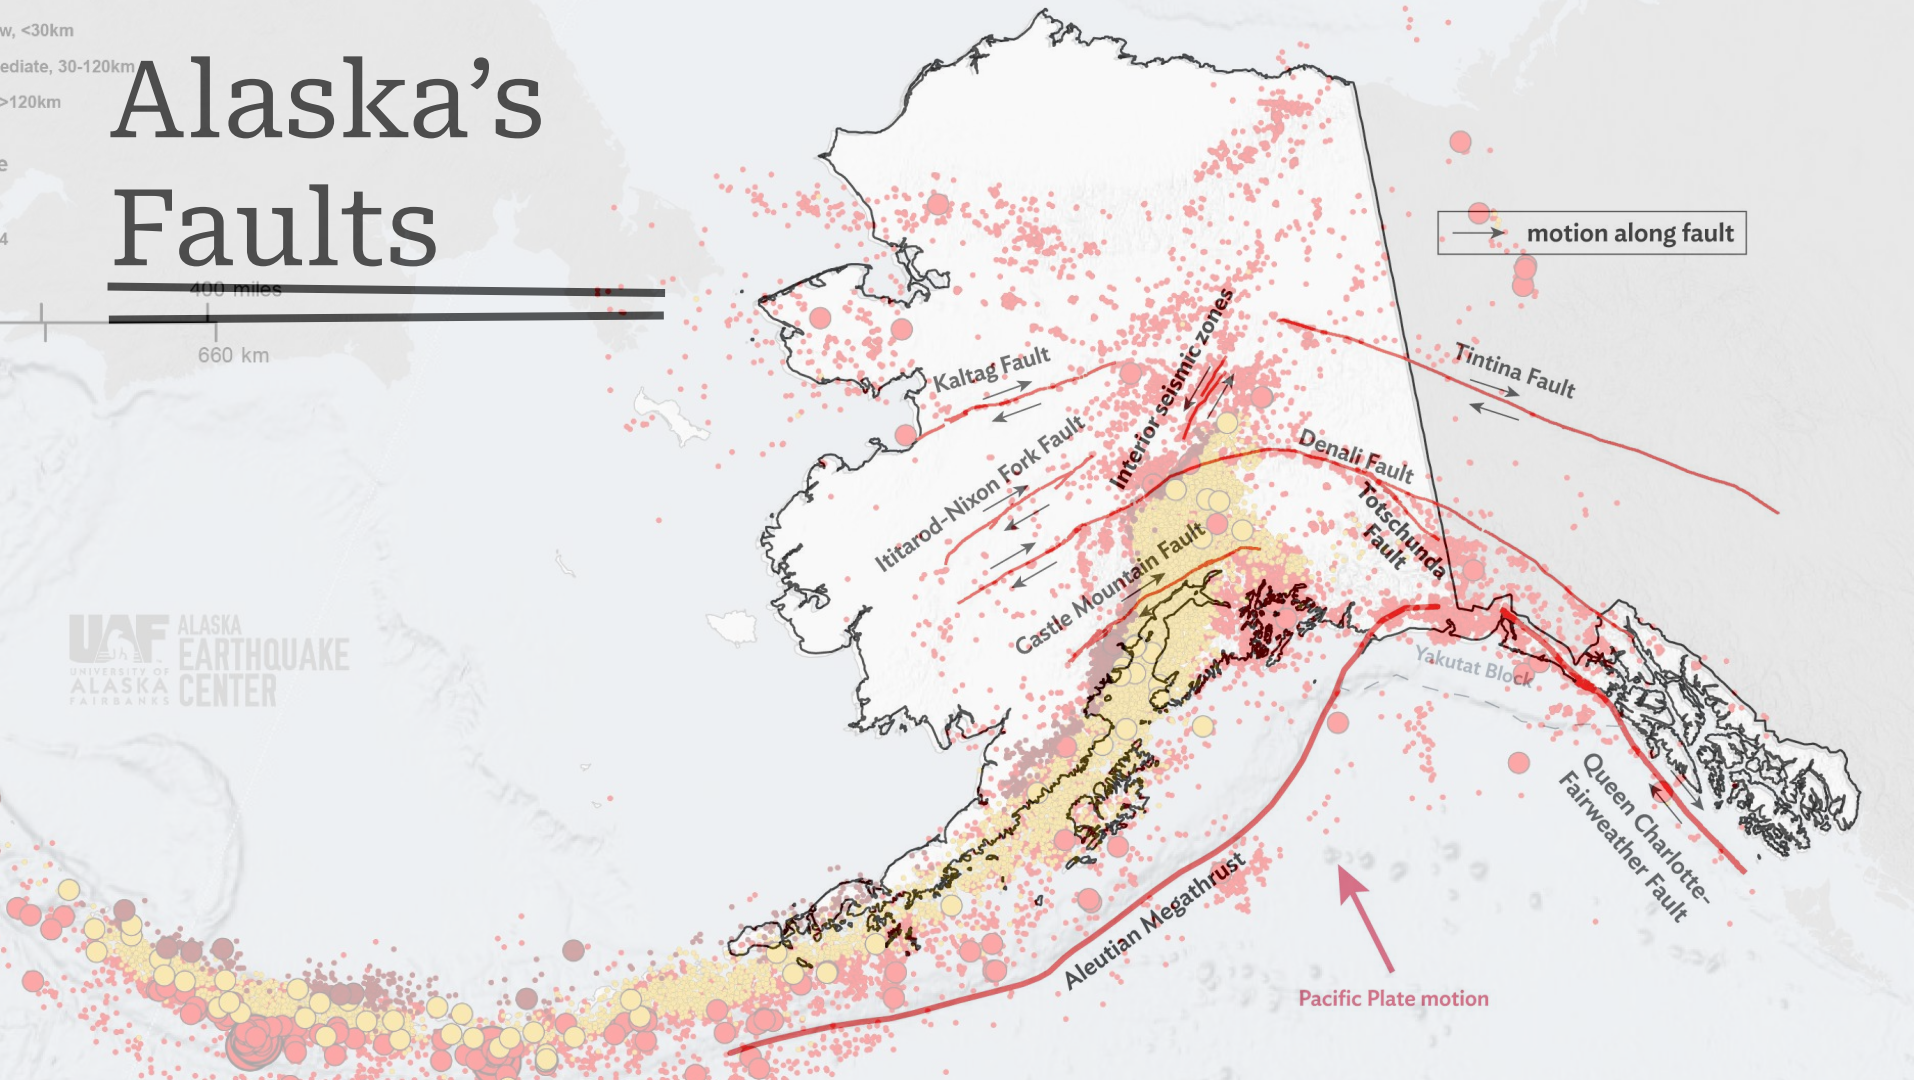 w, <30km
ediate, 30-120km
>120km
e
4
Alaska's
Faults
400 miles
660 km
motion along fault
Kaltag Fault
Interior seismic zones
Tintina Fault
Ititarod-Nixon Fork Fault
Denali Fault
Totschunda
Fault
Castle Mountain Fault
Yakutat Block
Queen Charlotte-
Fairweather Fault
Aleutian Megathrust
Pacific Plate motion
UAF
UNIVERSITY OF
ALASKA
FAIRBANKS
ALASKA
EARTHQUAKE
CENTER